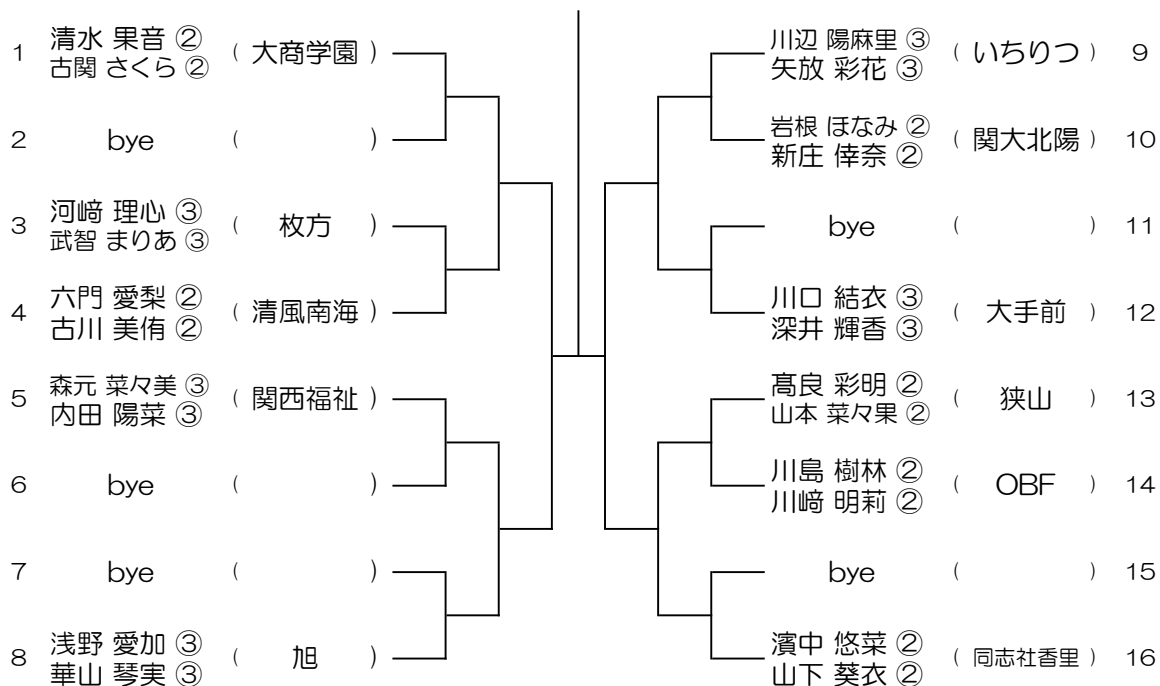 1 清水 果音 ② ( 大商学園 )
古関 さくら ②
2 bye ( )
3 河﨑 理心 ③ ( 枚方 )
武智 まりあ ③
4 六門 愛梨 ② ( 清風南海 )
古川 美侑 ②
5 森元 菜々美 ③ ( 関西福祉 )
内田 陽菜 ③
6 bye ( )
7 bye ( )
8 浅野 愛加 ③ ( 旭 )
華山 琴実 ③
川辺 陽麻里 ③ ( いちりつ ) 9
矢放 彩花 ③
岩根 ほなみ ② ( 関大北陽 ) 10
新庄 倖奈 ②
bye ( ) 11
川口 結衣 ③ ( 大手前 ) 12
深井 輝香 ③
髙良 彩明 ② ( 狭山 ) 13
山本 菜々果 ②
川島 樹林 ② ( OBF ) 14
川﨑 明莉 ②
bye ( ) 15
濱中 悠菜 ② ( 同志社香里 ) 16
山下 葵衣 ②